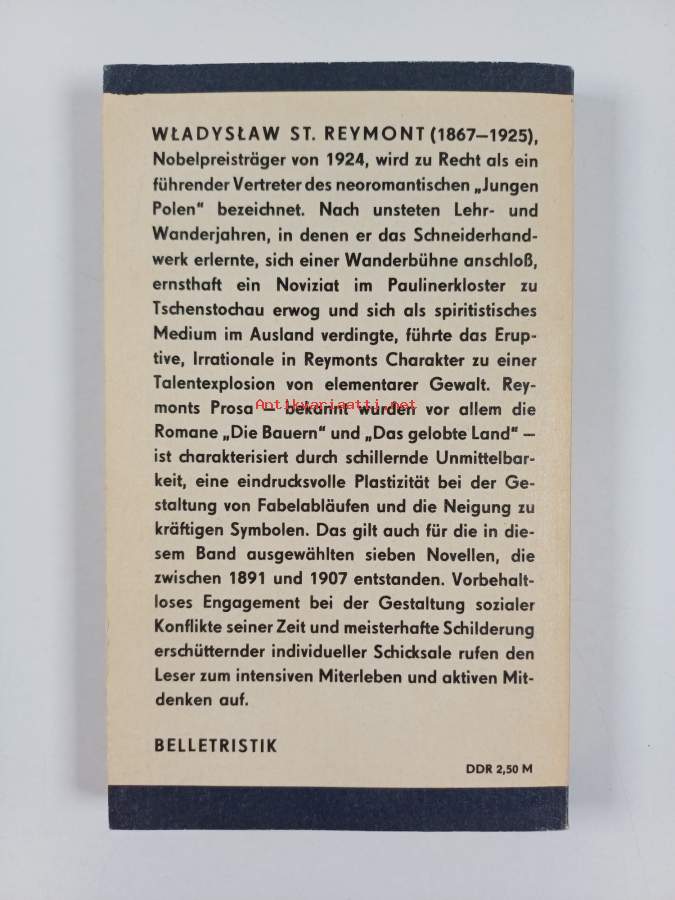 WŁADYSŁAW ST. REYMONT (1867–1925),
Nobelpreisträger von 1924, wird zu Recht als ein
führender Vertreter des neoromantischen „Jungen
Polen“ bezeichnet. Nach unsteten Lehr- und
Wanderjahren, in denen er das Schneiderhand-
werk erlernte, sich einer Wanderbühne anschloß,
ernsthaft ein Noviziat im Paulinerkloster zu
Tschenstochau erwog und sich als spiritistisches
Medium im Ausland verdingte, führte das Erup-
tive, Irrationale in Reymonts Charakter zu einer
Talentexplosion von elementarer Gewalt. Rey-
monts Prosa – bekannt wurden vor allem die
Antikvariaatti.net
Romane „Die Bauern“ und „Das gelobte Land“ –
ist charakterisiert durch schillernde Unmittelbar-
keit, eine eindrucksvolle Plastizität bei der Ge-
staltung von Fabelabläufen und die Neigung zu
kräftigen Symbolen. Das gilt auch für die in die-
sem Band ausgewählten sieben Novellen, die
zwischen 1891 und 1907 entstanden. Vorbehalt-
loses Engagement bei der Gestaltung sozialer
Konflikte seiner Zeit und meisterhafte Schilderung
erschütternder individueller Schicksale rufen den
Leser zum intensiven Miterleben und aktiven Mit-
denken auf.
BELLETRISTIK
DDR 2,50 M